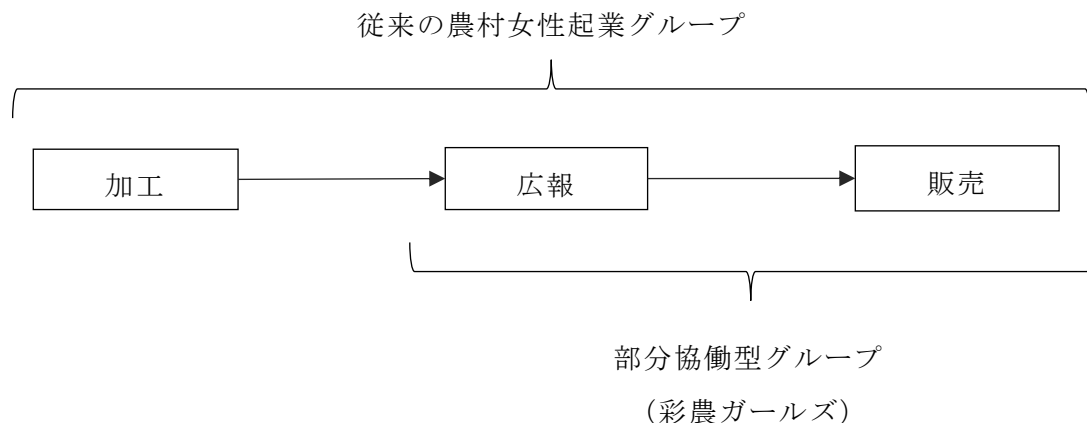 従来の農村女性起業グループ
加工
広報
販売
部分協働型グループ
（彩農ガールズ）